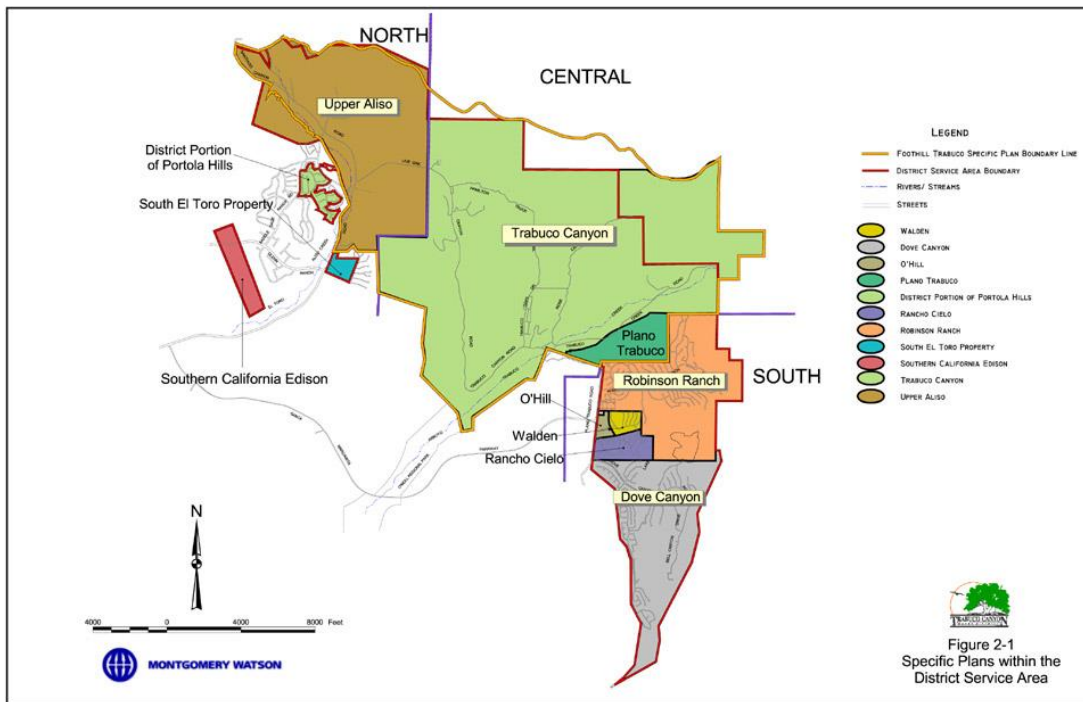 NORTH
CENTRAL
Upper Aliso
District Portion
of Portola Hills
South El Toro Property
Trabuco Canyon
Southern California Edison
Plano
Trabuco
Robinson Ranch
SOUTH
O'Hill
Walden
Rancho Cielo
Dove Canyon
LEGEND
FOOTHILL TRABUCO SPECIFIC PLAN BOUNDARY LINE
DISTRICT SERVICE AREA BOUNDARY
RIVERS/ STREAMS
STREETS
WALDEN
DOVE CANYON
O'HILL
PLANO TRABUCO
DISTRICT PORTION OF PORTOLA HILLS
RANCHO CIELO
ROBINSON RANCH
SOUTH EL TORO PROPERTY
SOUTHERN CALIFORNIA EDISON
TRABUCO CANYON
UPPER ALISO
N
4000 0 4000 8000 Feet
MONTGOMERY WATSON
TRABUCO CANYON
Figure 2-1
Specific Plans within the
District Service Area